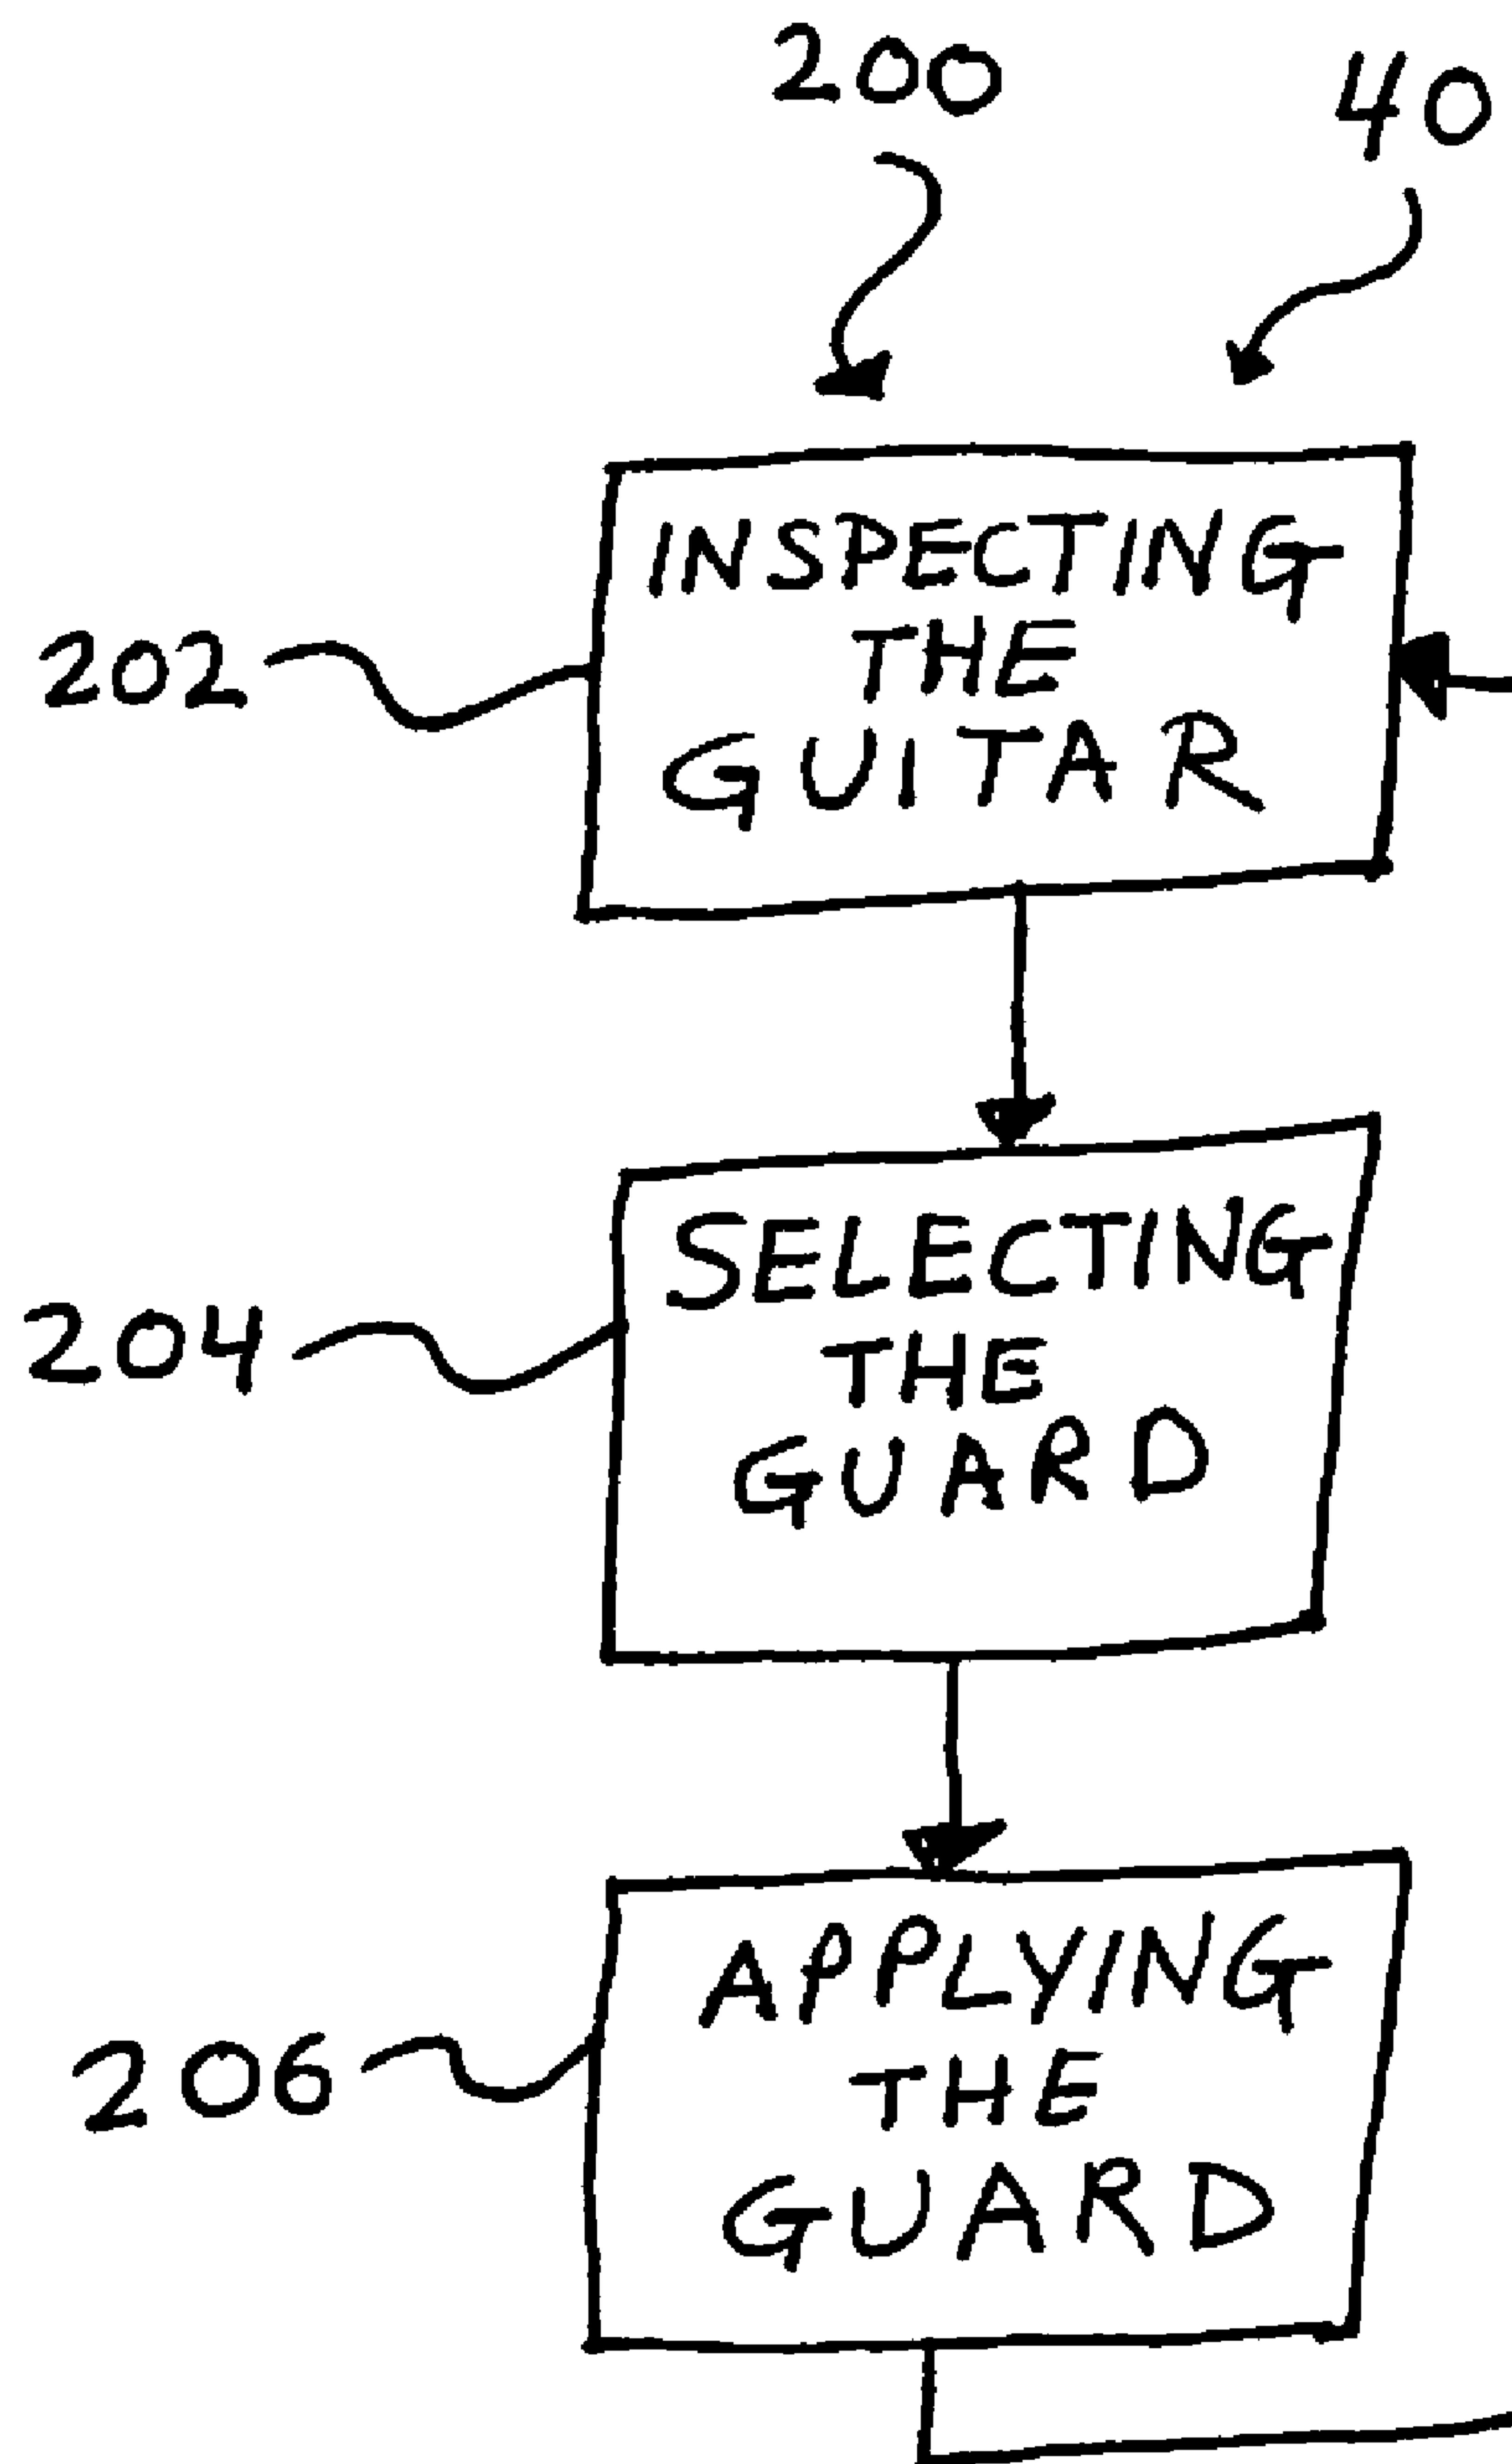 200
40
202
INSPECTING
THE
GUITAR
204
SELECTING
THE
GUARD
206
APPLYING
THE
GUARD